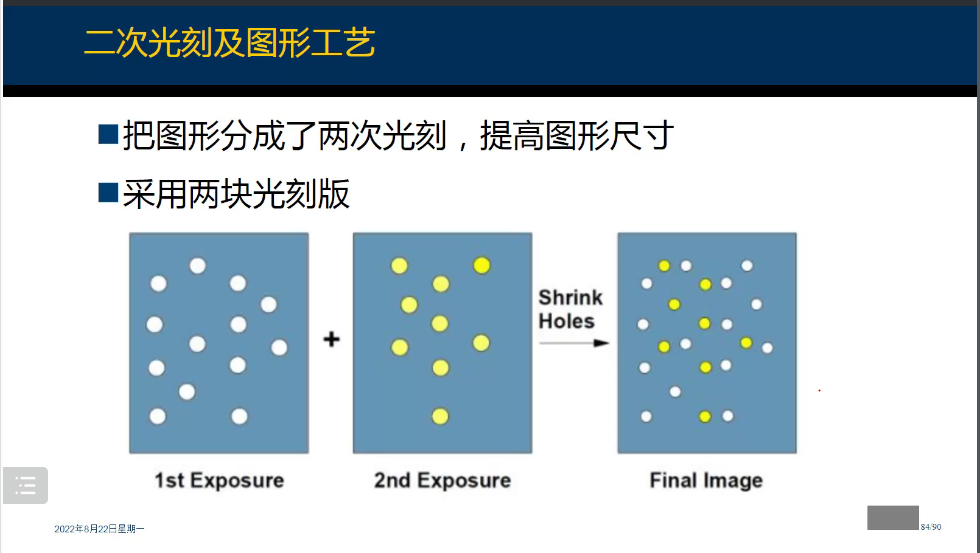 二次光刻及图形工艺
■把图形分成了两次光刻，提高图形尺寸
■采用两块光刻版
+
Shrink
Holes
1st Exposure
2nd Exposure
Final Image
2022年8月22日星期一
84/90